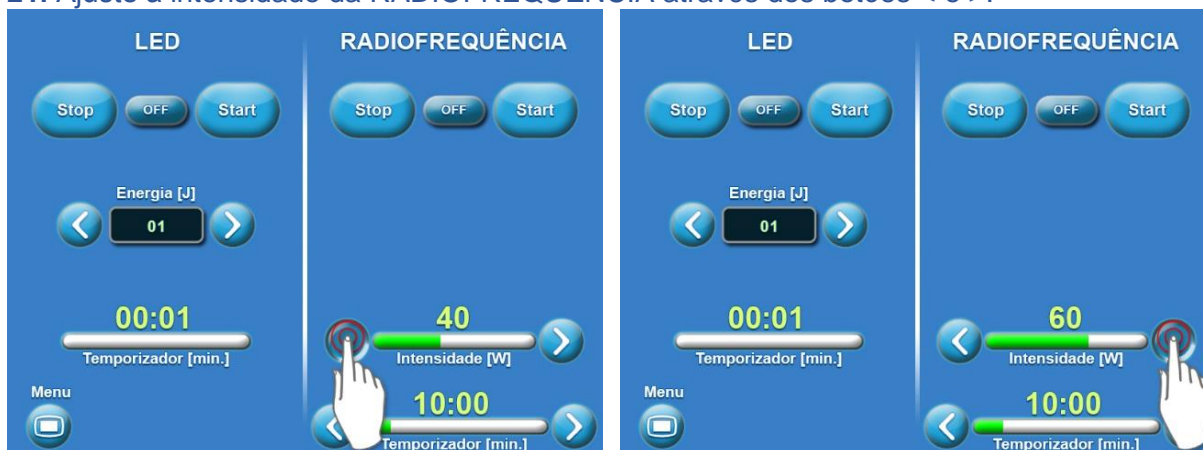 LED RADIOFREQUÊNCIA
Stop OFF Start Stop OFF Start
Energia [J]
01
00:01 40
Temporizador [min.] Intensidade [W]
Menu
10:00
Temporizador [min.]
LED RADIOFREQUÊNCIA
Stop OFF Start Stop OFF Start
Energia [J]
01
00:01 60
Temporizador [min.] Intensidade [W]
Menu
10:00
Temporizador [min.]